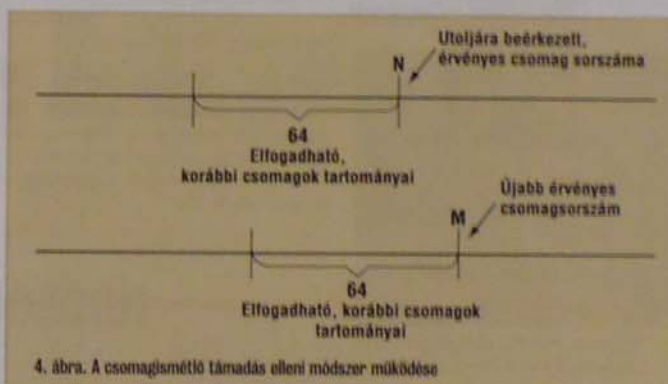 Utoljára beérkezett,
érvényes csomag sorszáma
N
64
Elfogadható,
korábbi csomagok tartományai
Újabb érvényes
csomagsorszám
M
64
Elfogadható, korábbi csomagok
tartományai
4. ábra. A csomagismétlő támadás elleni módszer működése